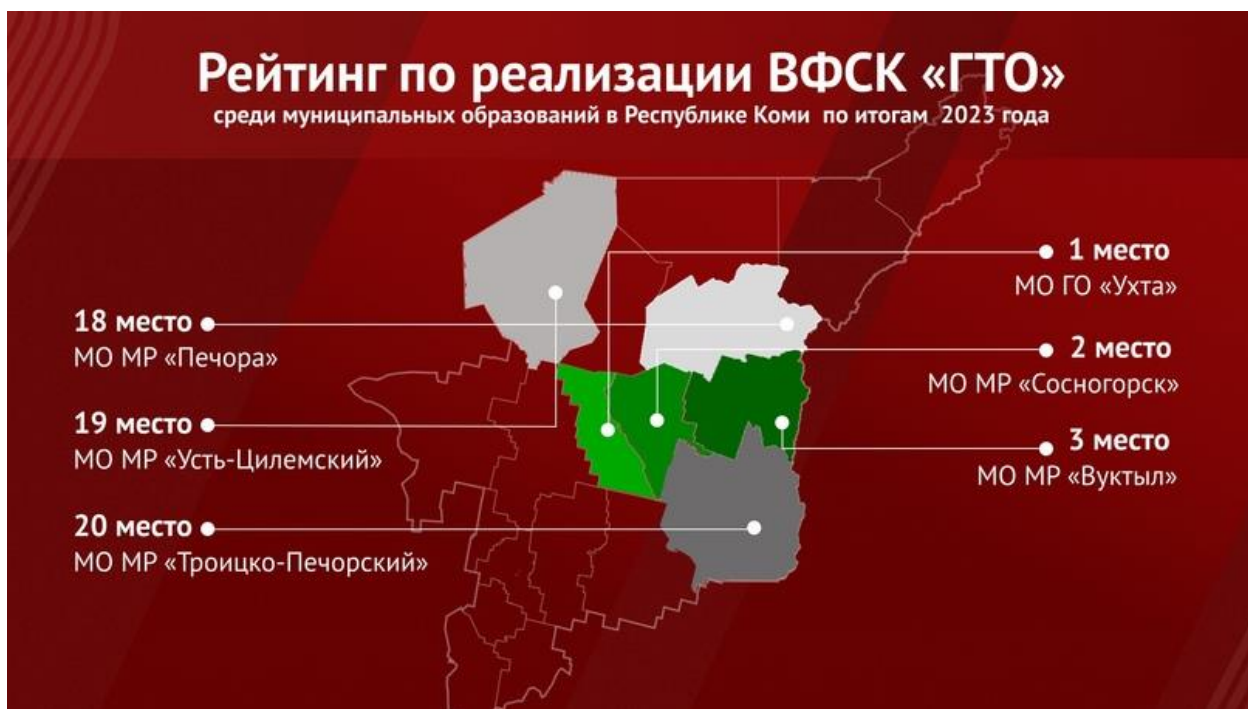 Рейтинг по реализации ВФСК «ГТО»
среди муниципальных образований в Республике Коми по итогам 2023 года
18 место
МО МР «Печора»
19 место
МО МР «Усть-Цилемский»
20 место
МО МР «Троицко-Печорский»
1 место
МО ГО «Ухта»
2 место
МО МР «Сосногорск»
3 место
МО МР «Вуктыл»